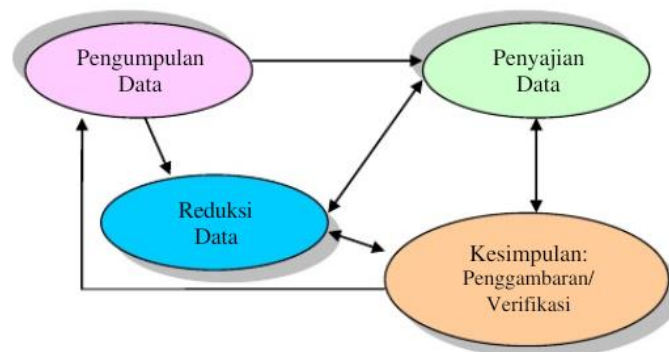 Pengumpulan
Data
Penyajian
Data
Reduksi
Data
Kesimpulan:
Penggambaran/
Verifikasi